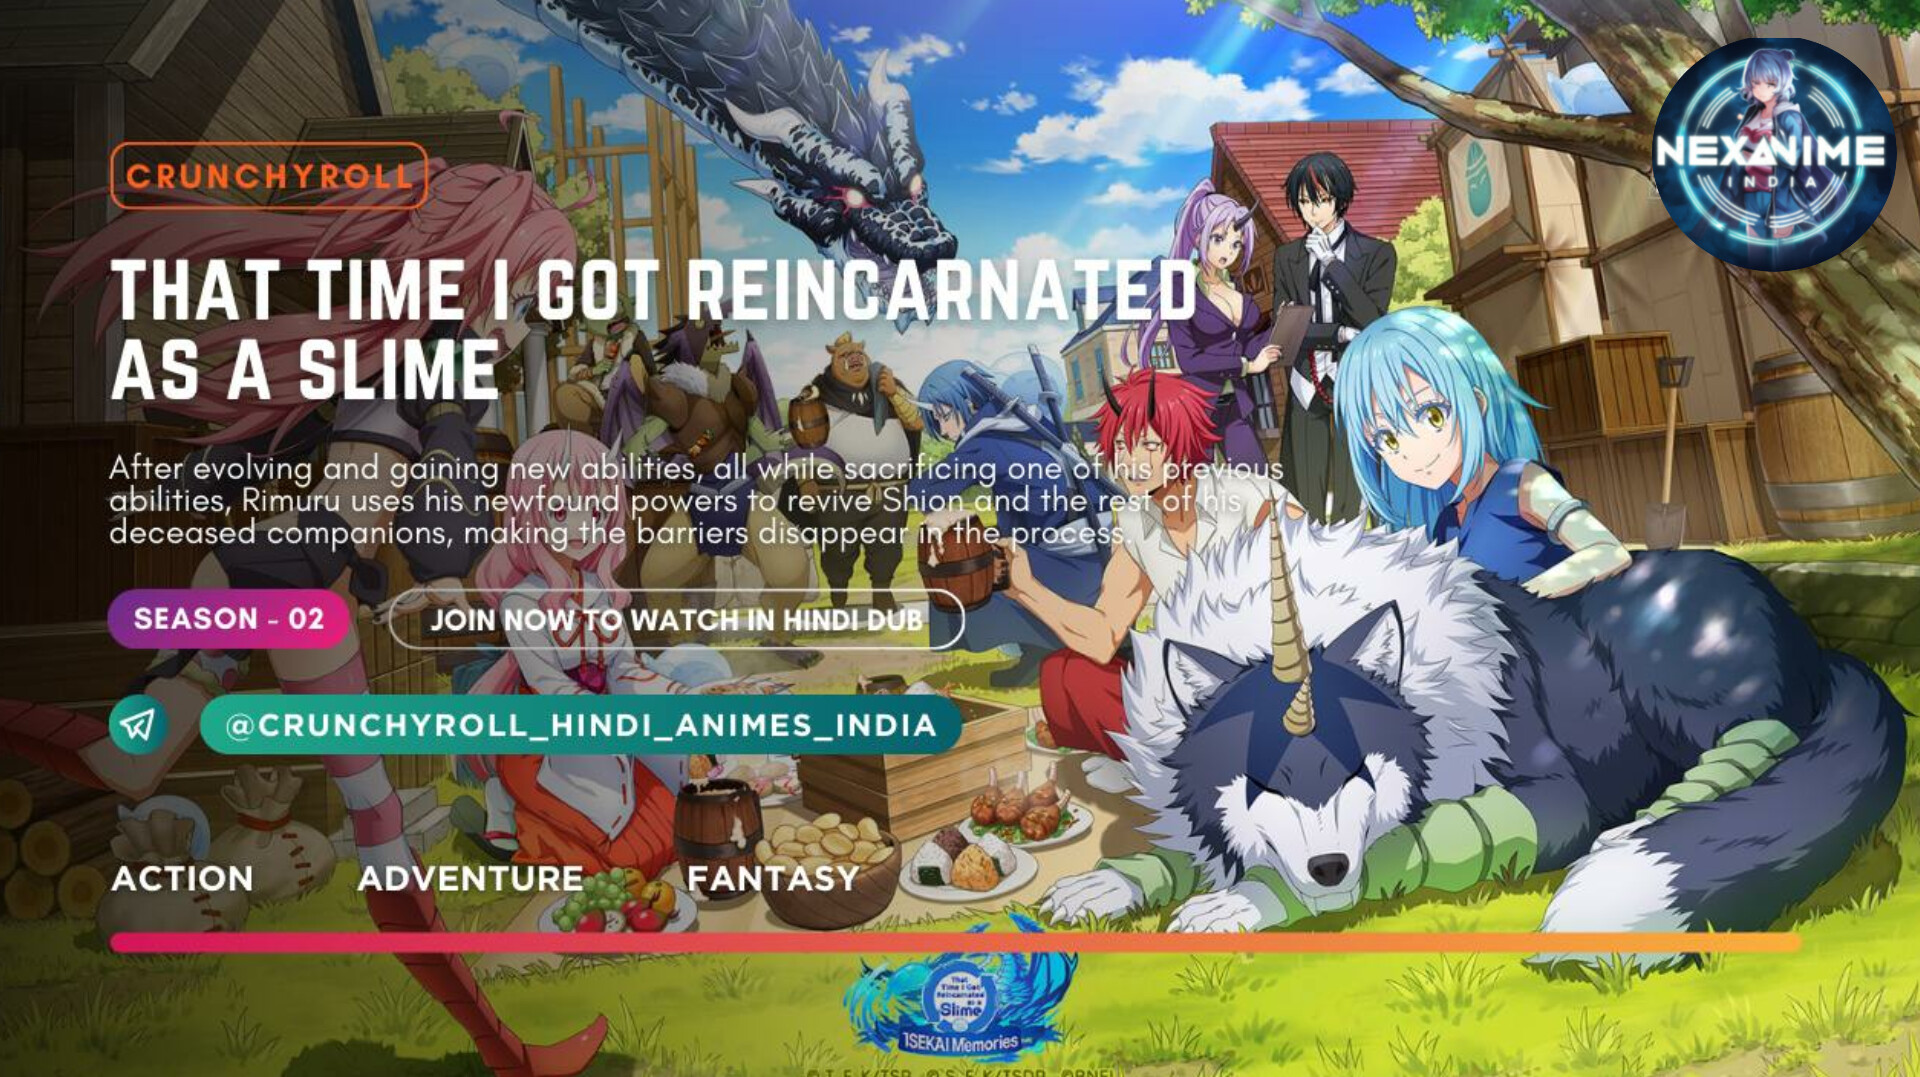 CRUNCHYROLL
NEXANIME
INDIA
THAT TIME I GOT REINCARNATED
AS A SLIME
After evolving and gaining new abilities, all while sacrificing one of his previous
abilities, Rimuru uses his newfound powers to revive Shion and the rest of his
deceased companions, making the barriers disappear in the process.
SEASON - 02
JOIN NOW TO WATCH IN HINDI DUB
@CRUNCHYROLL_HINDI_ANIMES_INDIA
ACTION
ADVENTURE
FANTASY
That
Time I Got
Reincarnated
as a
Slime
ISEKAI Memories